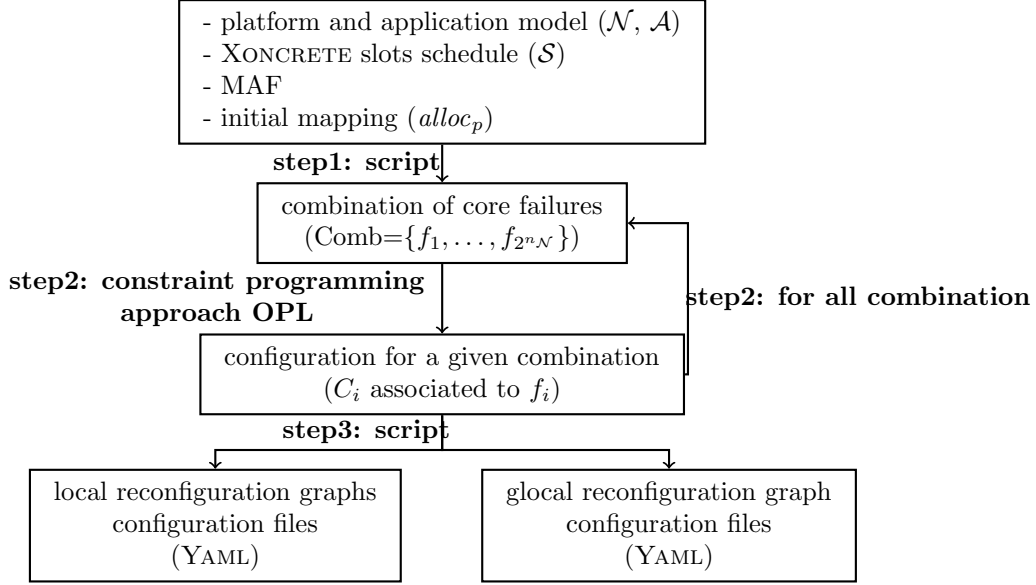 - platform and application model (𝒩, 𝒜)
- XONCRETE slots schedule (𝒮)
- MAF
- initial mapping (alloc_p)
step1: script
combination of core failures
(Comb={f_1, . . . , f_{2^{n_𝒩}}})
step2: constraint programming
approach OPL
step2: for all combination
configuration for a given combination
(C_i associated to f_i)
step3: script
local reconfiguration graphs
configuration files
(YAML)
glocal reconfiguration graph
configuration files
(YAML)